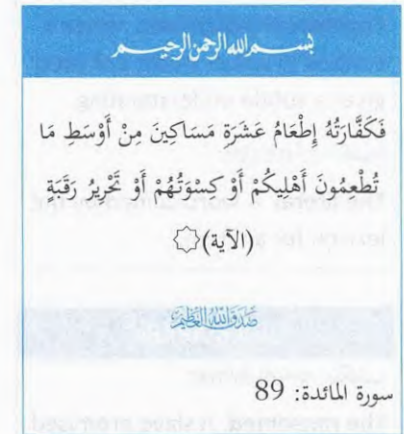 بسم الله الرحمن الرحيم
فَكَفَّارَتُهُ إِطْعَامُ عَشَرَةِ مَسَاكِينَ مِنْ أَوْسَطِ مَا
تُطْعِمُونَ أَهْلِيكُمْ أَوْ كِسْوَتُهُمْ أَوْ تَحْرِيرُ رَقَبَةٍ
(الآية)۝
صدق الله العظيم
سورة المائدة: 89